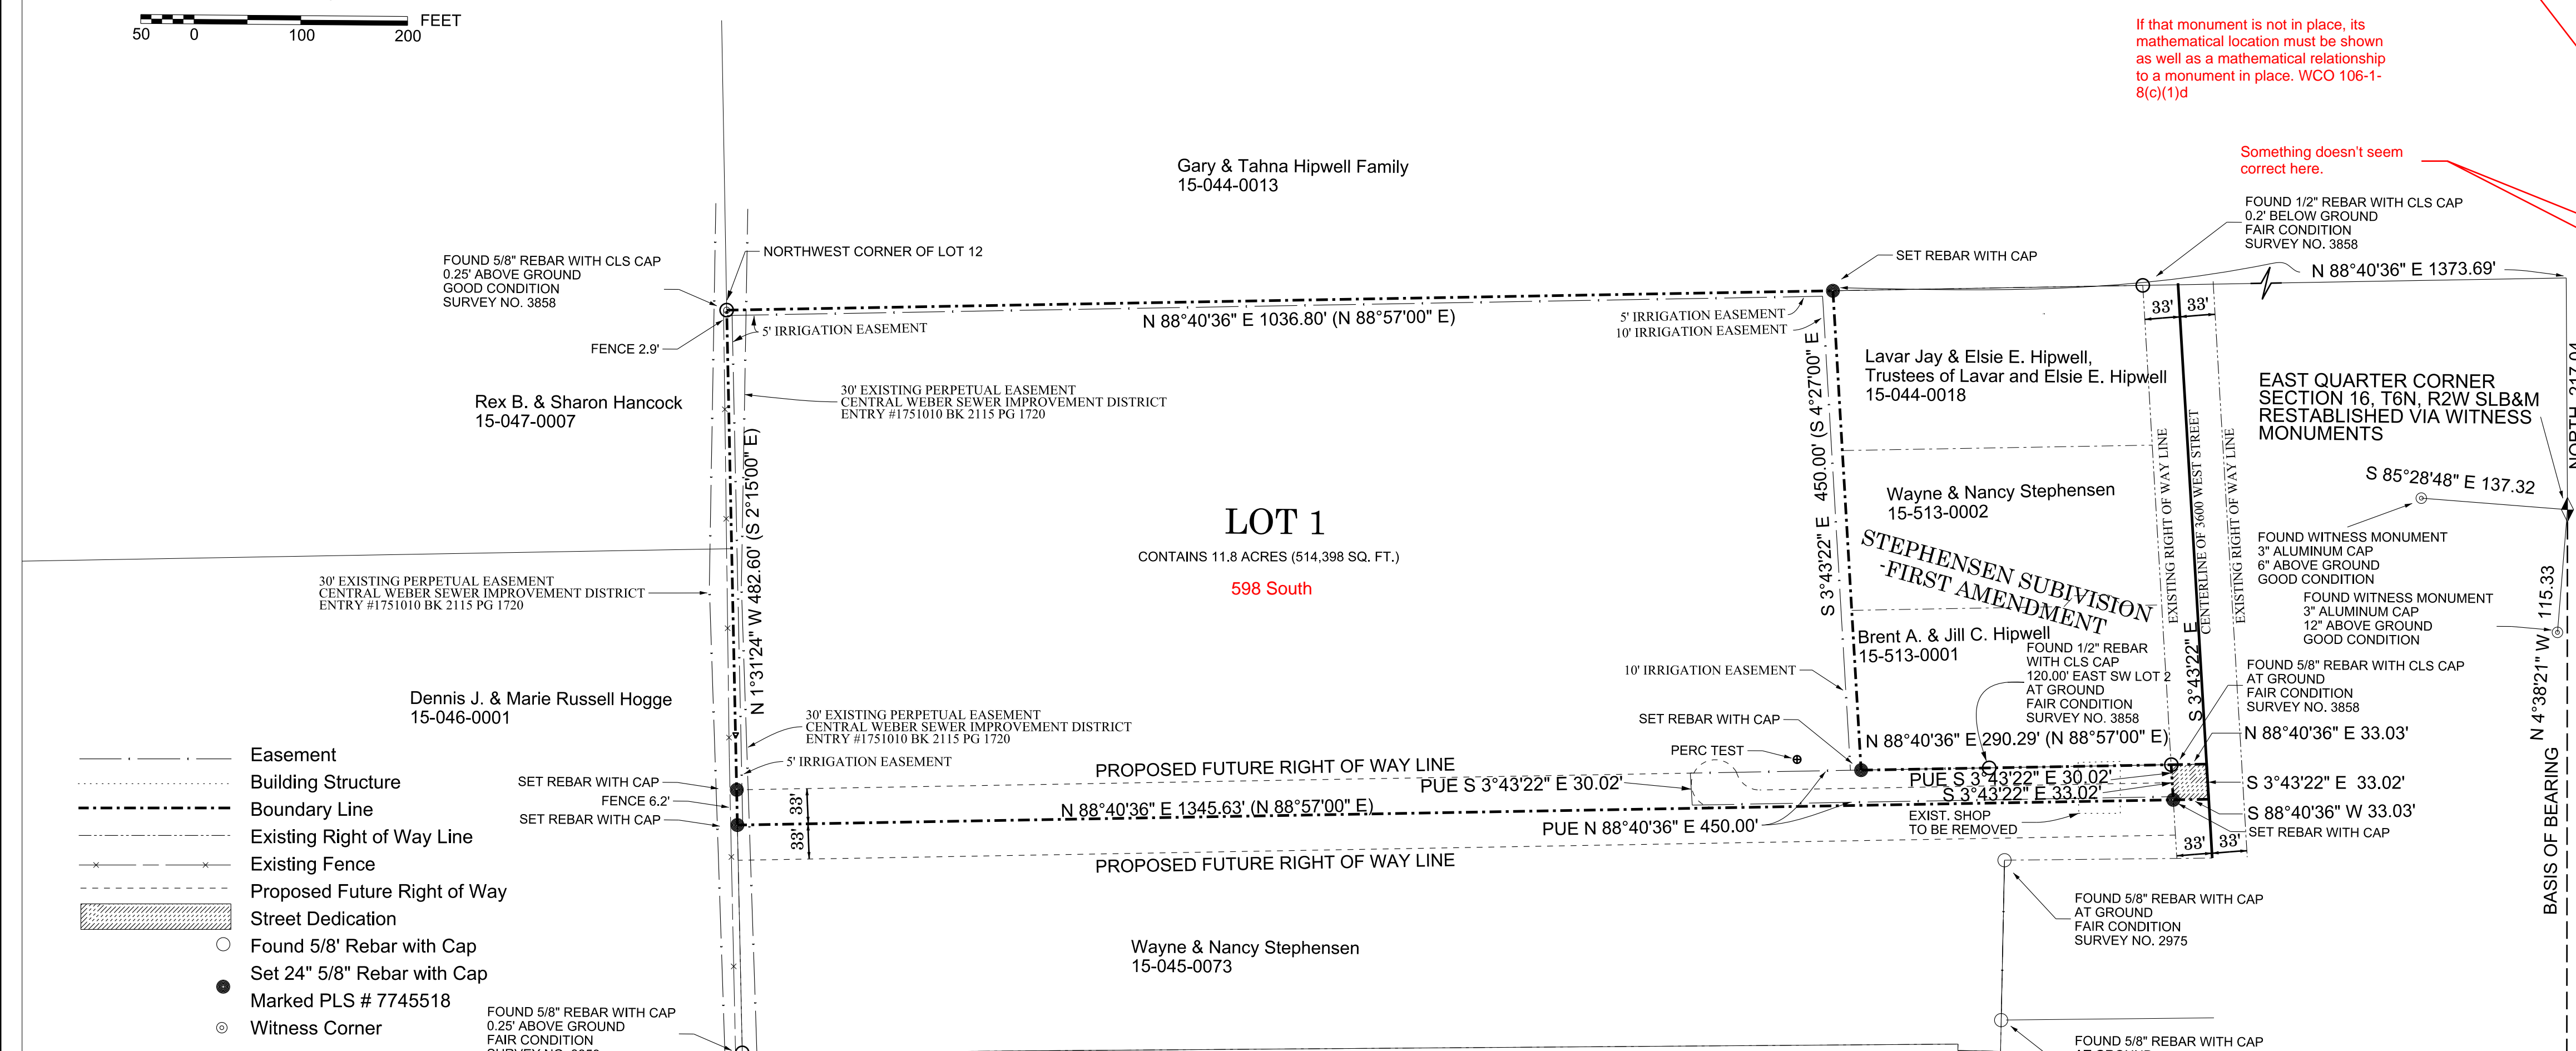 FEET
50 0 100 200
If that monument is not in place, its
mathematical location must be shown
as well as a mathematical relationship
to a monument in place. WCO 106-1-
8(c)(1)d
Something doesn't seem
correct here.
Gary & Tahna Hipwell Family
15-044-0013
FOUND 1/2" REBAR WITH CLS CAP
0.2' BELOW GROUND
FAIR CONDITION
SURVEY NO. 3858
NORTHWEST CORNER OF LOT 12
FOUND 5/8" REBAR WITH CLS CAP
0.25' ABOVE GROUND
GOOD CONDITION
SURVEY NO. 3858
SET REBAR WITH CAP
N 88°40'36" E 1373.69'
33' 33'
N 88°40'36" E 1036.80' (N 88°57'00" E)
5' IRRIGATION EASEMENT
5' IRRIGATION EASEMENT
10' IRRIGATION EASEMENT
FENCE 2.9'
Rex B. & Sharon Hancock
15-047-0007
30' EXISTING PERPETUAL EASEMENT
CENTRAL WEBER SEWER IMPROVEMENT DISTRICT
ENTRY #1751010 BK 2115 PG 1720
Lavar Jay & Elsie E. Hipwell,
Trustees of Lavar and Elsie E. Hipwell
15-044-0018
EAST QUARTER CORNER
SECTION 16, T6N, R2W SLB&M
RESTABLISHED VIA WITNESS
MONUMENTS
S 85°28'48" E 137.32
N 1°31'24" W 482.60' (S 2°15'00" E)
S 3°43'22" E 450.00' (S 4°27'00" E
EXISTING RIGHT OF WAY LINE
CENTERLINE OF 3600 WEST STREET
EXISTING RIGHT OF WAY LINE
S 3°43'22" E
LOT 1
CONTAINS 11.8 ACRES (514,398 SQ. FT.)
598 South
Wayne & Nancy Stephensen
15-513-0002
STEPHENSEN SUBIVISION
-FIRST AMENDMENT
FOUND WITNESS MONUMENT
3" ALUMINUM CAP
6" ABOVE GROUND
GOOD CONDITION
FOUND WITNESS MONUMENT
3" ALUMINUM CAP
12" ABOVE GROUND
GOOD CONDITION
N 4°38'21" W 115.33
BASIS OF BEARING
30' EXISTING PERPETUAL EASEMENT
CENTRAL WEBER SEWER IMPROVEMENT DISTRICT
ENTRY #1751010 BK 2115 PG 1720
Brent A. & Jill C. Hipwell
15-513-0001
FOUND 1/2" REBAR
WITH CLS CAP
120.00' EAST SW LOT 2
AT GROUND
FAIR CONDITION
SURVEY NO. 3858
FOUND 5/8" REBAR WITH CLS CAP
AT GROUND
FAIR CONDITION
SURVEY NO. 3858
10' IRRIGATION EASEMENT
Dennis J. & Marie Russell Hogge
15-046-0001
30' EXISTING PERPETUAL EASEMENT
CENTRAL WEBER SEWER IMPROVEMENT DISTRICT
ENTRY #1751010 BK 2115 PG 1720
SET REBAR WITH CAP
PERC TEST
N 88°40'36" E 290.29' (N 88°57'00" E)
N 88°40'36" E 33.03'
5' IRRIGATION EASEMENT
PROPOSED FUTURE RIGHT OF WAY LINE
PUE S 3°43'22" E 30.02'
PUE S 3°43'22" E 30.02'
S 3°43'22" E 33.02'
S 3°43'22" E 33.02'
SET REBAR WITH CAP
FENCE 6.2'
SET REBAR WITH CAP
33'
33'
N 88°40'36" E 1345.63' (N 88°57'00" E)
PUE N 88°40'36" E 450.00'
EXIST. SHOP
TO BE REMOVED
S 88°40'36" W 33.03'
SET REBAR WITH CAP
33' 33'
PROPOSED FUTURE RIGHT OF WAY LINE
Easement
Building Structure
Boundary Line
Existing Right of Way Line
Existing Fence
Proposed Future Right of Way
Street Dedication
Found 5/8' Rebar with Cap
Set 24" 5/8" Rebar with Cap
Marked PLS # 7745518
Witness Corner
Wayne & Nancy Stephensen
15-045-0073
FOUND 5/8" REBAR WITH CAP
AT GROUND
FAIR CONDITION
SURVEY NO. 2975
FOUND 5/8" REBAR WITH CAP
0.25' ABOVE GROUND
FAIR CONDITION
FOUND 5/8" REBAR WITH CAP